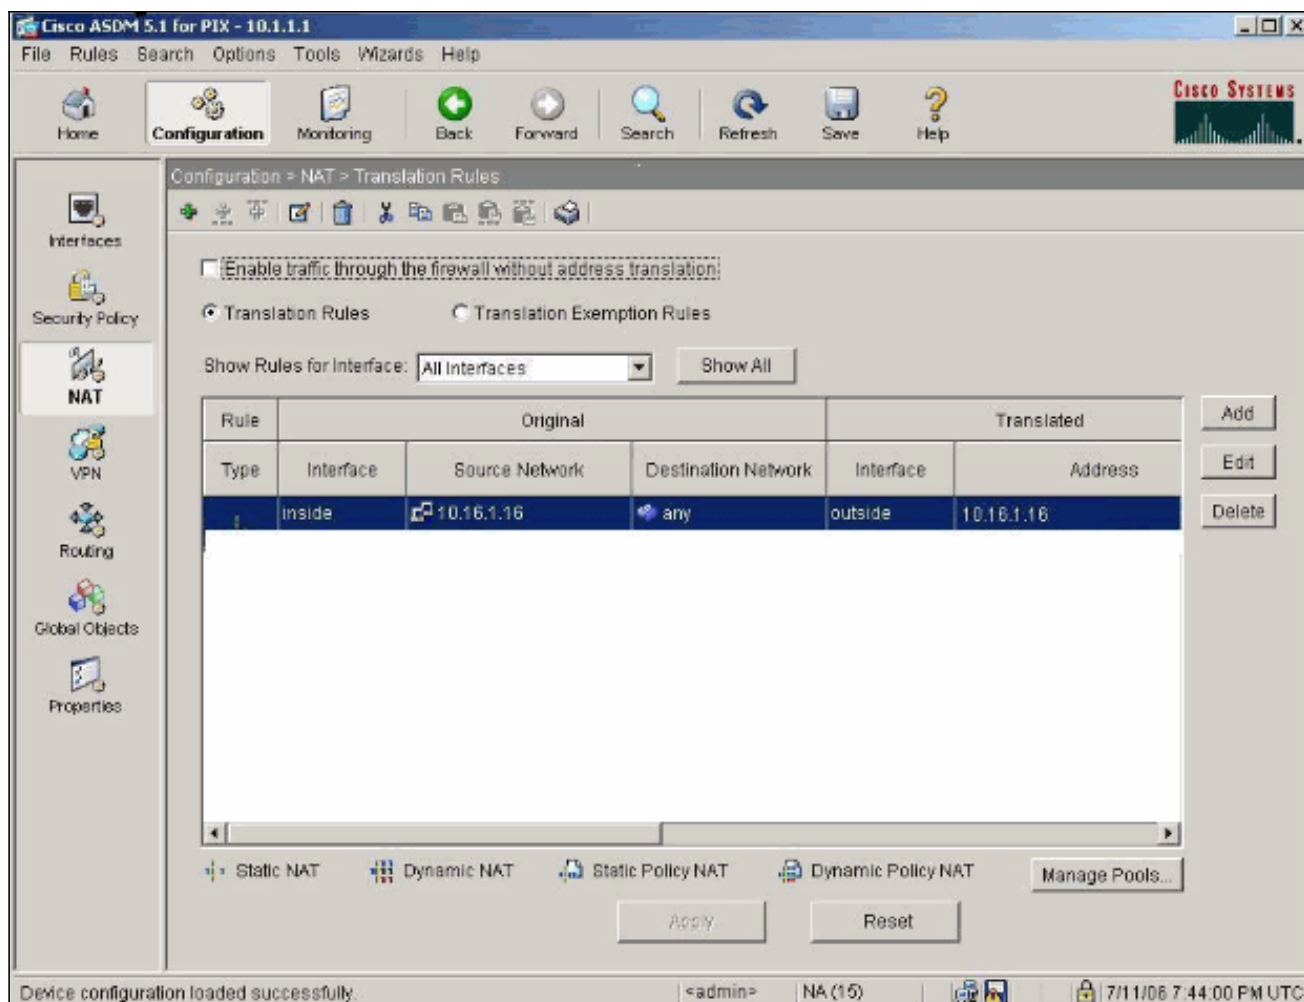 Cisco ASDM 5.1 for PIX - 10.1.1.1
File Rules Search Options Tools Wizards Help
Home Configuration Monitoring Back Forward Search Refresh Save Help
CISCO SYSTEMS
Configuration > NAT > Translation Rules
Interfaces
Security Policy
NAT
VPN
Routing
Global Objects
Properties
Enable traffic through the firewall without address translation
Translation Rules Translation Exemption Rules
Show Rules for Interface: All Interfaces Show All
Rule Original Translated
Type Interface Source Network Destination Network Interface Address
inside 10.16.1.16 any outside 10.16.1.16
Add
Edit
Delete
Static NAT Dynamic NAT Static Policy NAT Dynamic Policy NAT Manage Pools...
Apply Reset
Device configuration loaded successfully. <admin> NA (15) 7/11/06 7:44:00 PM UTC